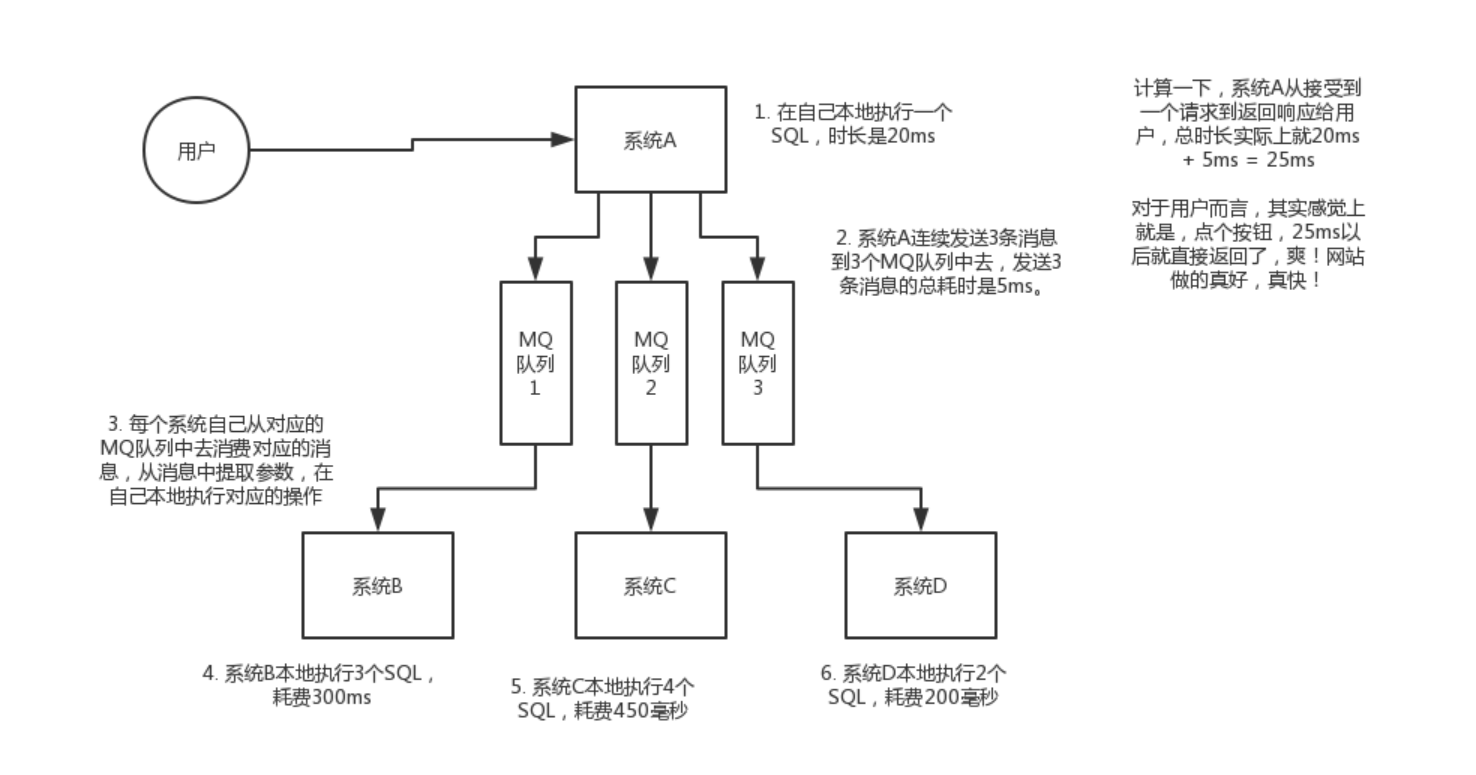 用户
系统A
1. 在自己本地执行一个
SQL，时长是20ms
计算一下，系统A从接受到
一个请求到返回响应给用
户，总时长实际上就20ms
+ 5ms = 25ms
对于用户而言，其实感觉上
就是，点个按钮，25ms以
后就直接返回了，爽！网站
做的真好，真快！
2. 系统A连续发送3条消息
到3个MQ队列中去，发送3
条消息的总耗时是5ms。
MQ
队列
1
MQ
队列
2
MQ
队列
3
3. 每个系统自己从对应的
MQ队列中去消费对应的消
息，从消息中提取参数，在
自己本地执行对应的操作
系统B
系统C
系统D
4. 系统B本地执行3个SQL，
耗费300ms
5. 系统C本地执行4个
SQL，耗费450毫秒
6. 系统D本地执行2个
SQL，耗费200毫秒